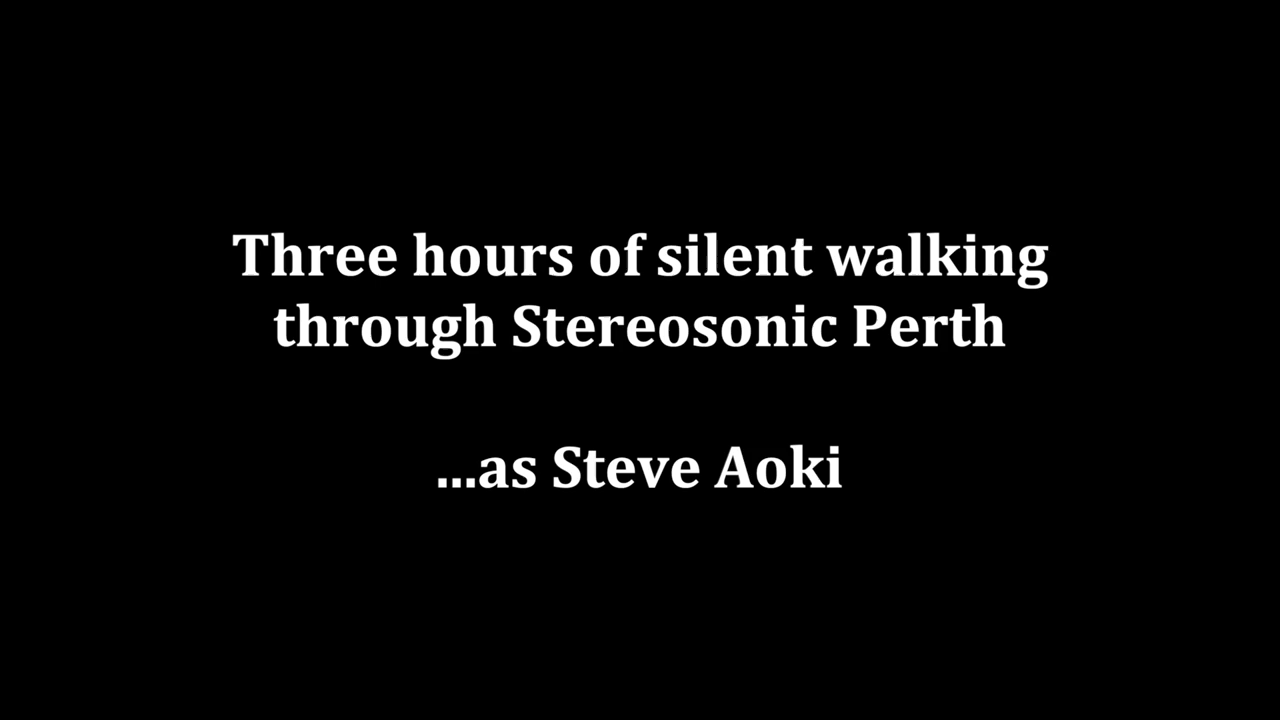 Three hours of silent walking
through Stereosonic Perth
...as Steve Aoki